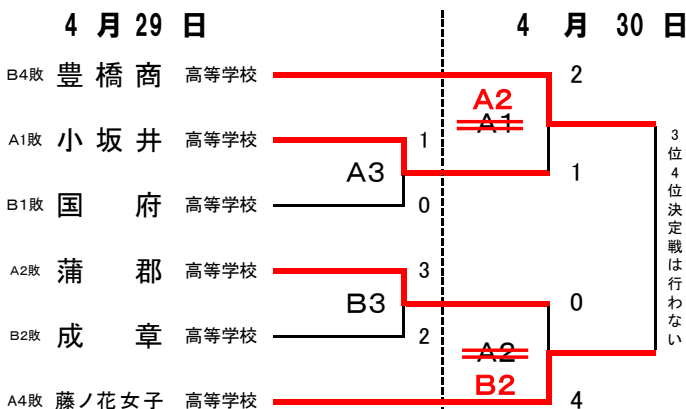 4 月 29 日
4 月 30 日
B4敗 豊橋商 高等学校
2
A2
A1
A1敗 小坂井 高等学校
1
A3
1
B1敗 国府 高等学校
0
3位4位決定戦は行わない
A2敗 蒲郡 高等学校
3
B3
0
B2敗 成章 高等学校
2
A2
B2
A4敗 藤ノ花女子 高等学校
4